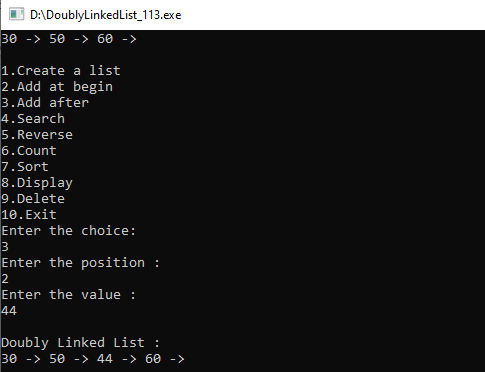 D:\DoublyLinkedList_113.exe
30 -> 50 -> 60 ->
1.Create a list
2.Add at begin
3.Add after
4.Search
5.Reverse
6.Count
7.Sort
8.Display
9.Delete
10.Exit
Enter the choice:
3
Enter the position :
2
Enter the value :
44
Doubly Linked List :
30 -> 50 -> 44 -> 60 ->